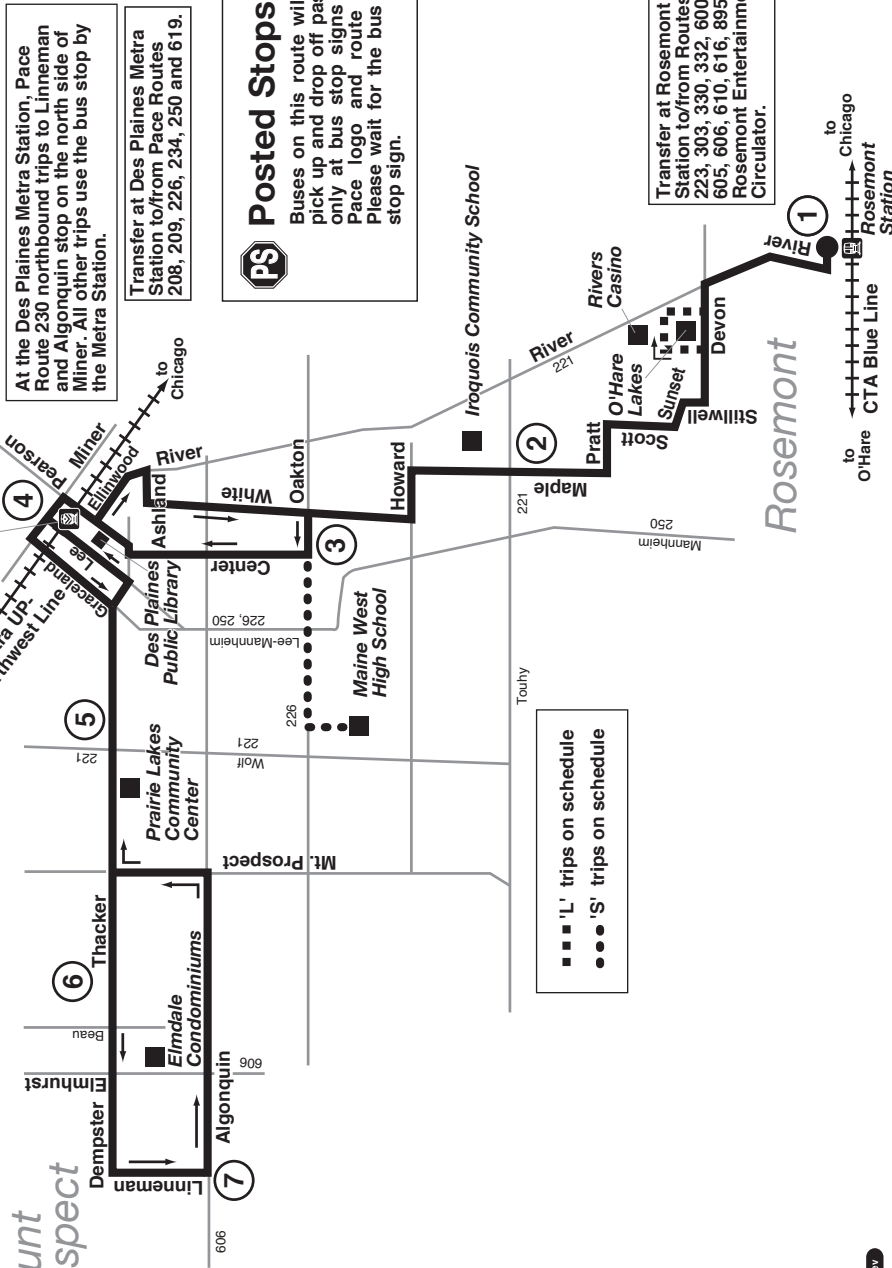 At the Des Plaines Metra Station, Pace
Route 230 northbound trips to Linneman
and Algonquin stop on the north side of
Miner. All other trips use the bus stop by
the Metra Station.
Transfer at Des Plaines Metra
Station to/from Pace Routes
208, 209, 226, 234, 250 and 619.
PS Posted Stops
Buses on this route wil
pick up and drop off pas
only at bus stop signs
Pace logo and route
Please wait for the bus
stop sign.
Transfer at Rosemont
Station to/from Routes
223, 303, 330, 332, 600
605, 606, 610, 616, 895
Rosemont Entertainme
Circulator.
unt
spect
Dempster
Linneman
7
606
Algonquin
Elmhurst
606
Beau
Elmdale
Condominiums
6
Thacker
Mt. Prospect
Prairie Lakes
Community
Center
221
Wolf
221
5
tra UP-
thwest Line
Graceland
Lee
4
Pearson
Miner
Ellinwood
to
Chicago
River
Ashland
White
Center
Des Plaines
Public Library
226, 250
Lee-Mannheim
Oakton
3
226
Maine West
High School
Howard
Iroquois Community School
River
221
2
Maple
221
Touhy
250
Mannheim
Pratt
Scott
Sunset
Stillwell
O'Hare
Lakes
Rivers
Casino
Devon
Rosemont
River
1
to
Chicago
Rosemont
Station
CTA Blue Line
to
O'Hare
'L' trips on schedule
'S' trips on schedule
ev